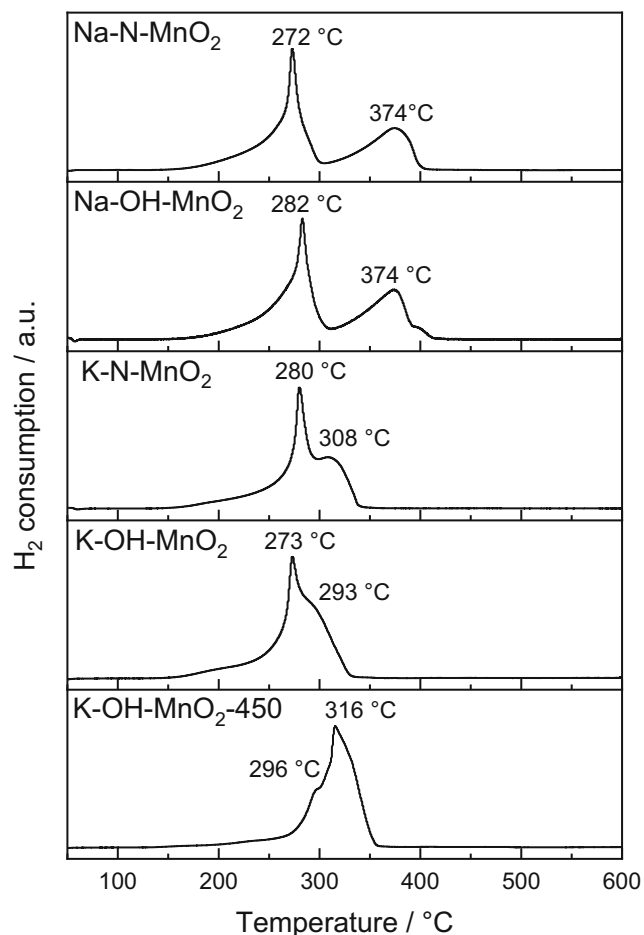 Na-N-MnO₂
272 °C
374°C
Na-OH-MnO₂
282 °C
374 °C
K-N-MnO₂
280 °C
308 °C
K-OH-MnO₂
273 °C
293 °C
K-OH-MnO₂-450
316 °C
296 °C
H₂ consumption / a.u.
100 200 300 400 500 600
Temperature / °C